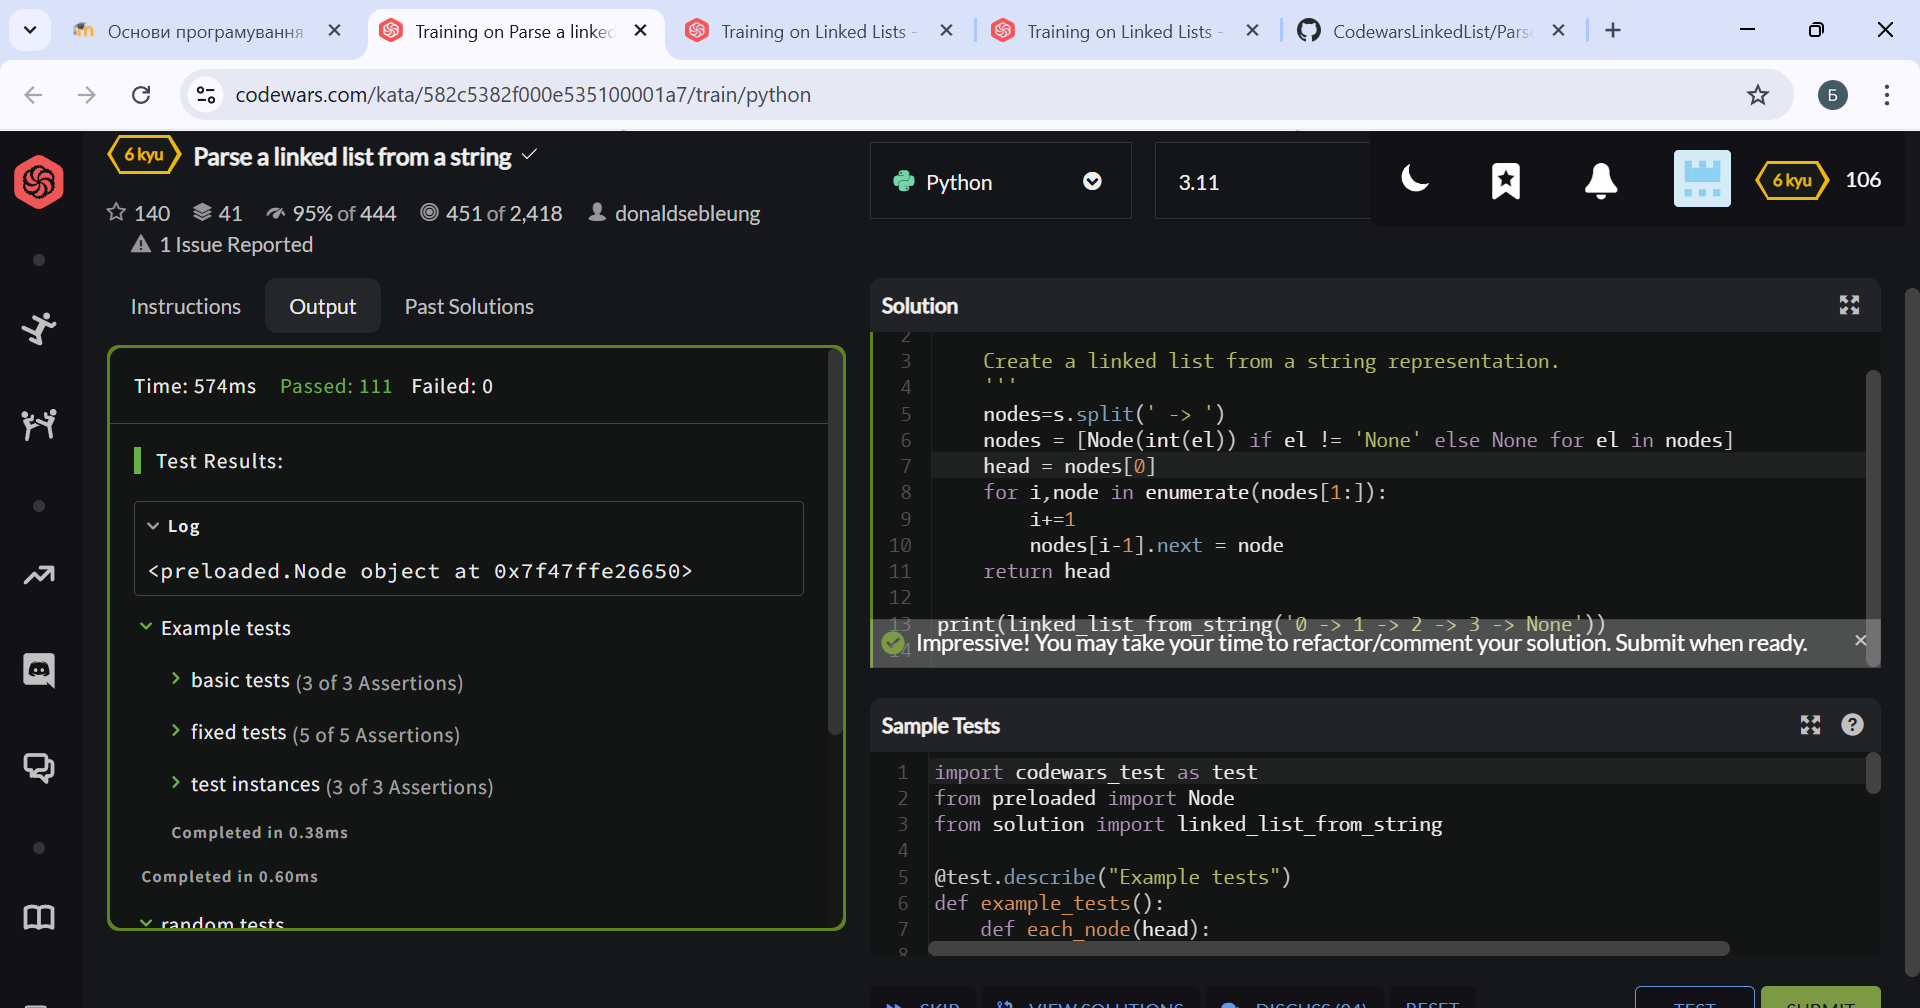 Основи програмування
Training on Parse a linked
Training on Linked Lists -
Training on Linked Lists -
CodewarsLinkedList/Pars
codewars.com/kata/582c5382f000e535100001a7/train/python
Б
6 kyu
Parse a linked list from a string
140
41
95% of 444
451 of 2,418
donaldsebleung
1 Issue Reported
Python
3.11
6 kyu
106
Instructions
Output
Past Solutions
Time: 574ms Passed: 111 Failed: 0
Test Results:
Log
<preloaded.Node object at 0x7f47ffe26650>
Example tests
basic tests (3 of 3 Assertions)
fixed tests (5 of 5 Assertions)
test instances (3 of 3 Assertions)
Completed in 0.38ms
Completed in 0.60ms
random tests
Solution
2
3 Create a linked list from a string representation.
4 '''
5 nodes=s.split(' -> ')
6 nodes = [Node(int(el)) if el != 'None' else None for el in nodes]
7 head = nodes[0]
8 for i,node in enumerate(nodes[1:]):
9 i+=1
10 nodes[i-1].next = node
11 return head
12
13 print(linked_list_from_string('0 -> 1 -> 2 -> 3 -> None'))
14
Impressive! You may take your time to refactor/comment your solution. Submit when ready.
Sample Tests
1 import codewars_test as test
2 from preloaded import Node
3 from solution import linked_list_from_string
4
5 @test.describe("Example tests")
6 def example_tests():
7 def each_node(head):
8
SKIP
VIEW SOLUTIONS
DISCUSS (94)
RESET
TEST
SUBMIT